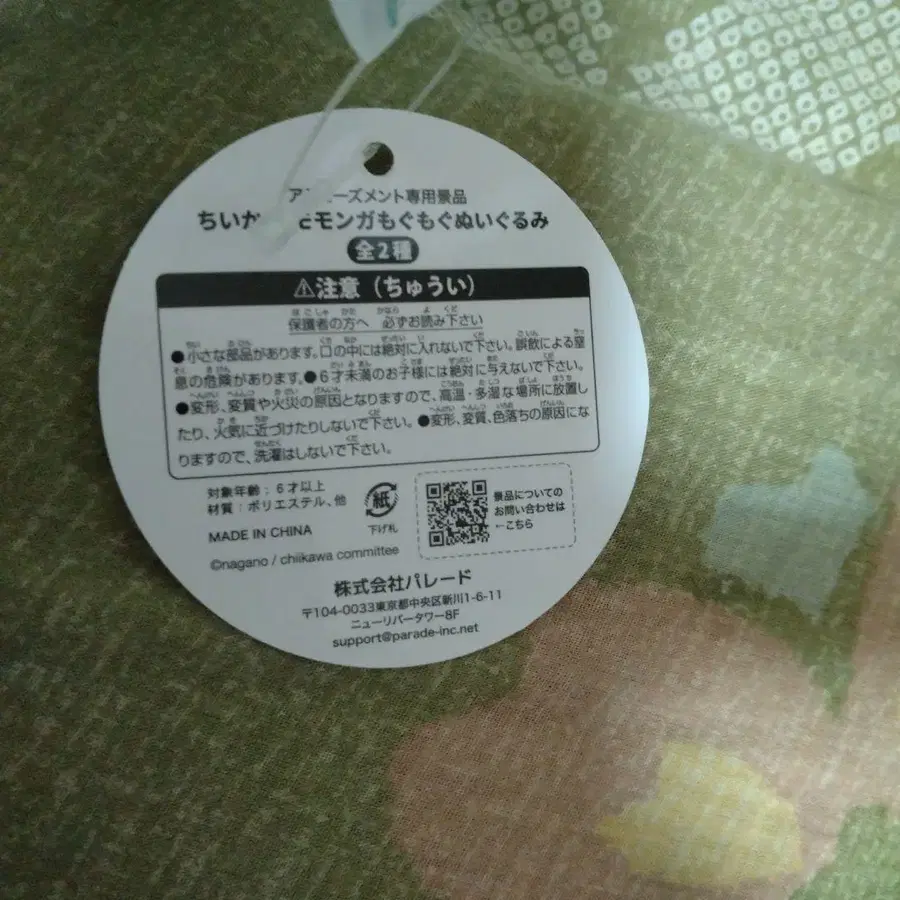 ア ーズメント専用景品
ちいか モモンガもぐもぐぬいぐるみ
全2種
⚠注意（ちゅうい）
保護者の方へ 必ずお読み下さい
●小さな部品があります。口の中には絶対に入れないで下さい。誤飲による窒
息の危険があります。●6才未満のお子様には絶対に与えないで下さい。
●変形、変質や火災の原因となりますので、高温・多湿な場所に放置し
たり、火気に近づけたりしないで下さい。●変形、変質、色落ちの原因にな
りますので、洗濯はしないで下さい。
対象年齢：6才以上
材質：ポリエステル、他
MADE IN CHINA
紙
下げ札
景品についての
お問い合わせは
←こちら
©nagano / chiikawa committee
株式会社パレード
〒104-0033東京都中央区新川1-6-11
ニューリバータワー8F
support@parade-inc.net